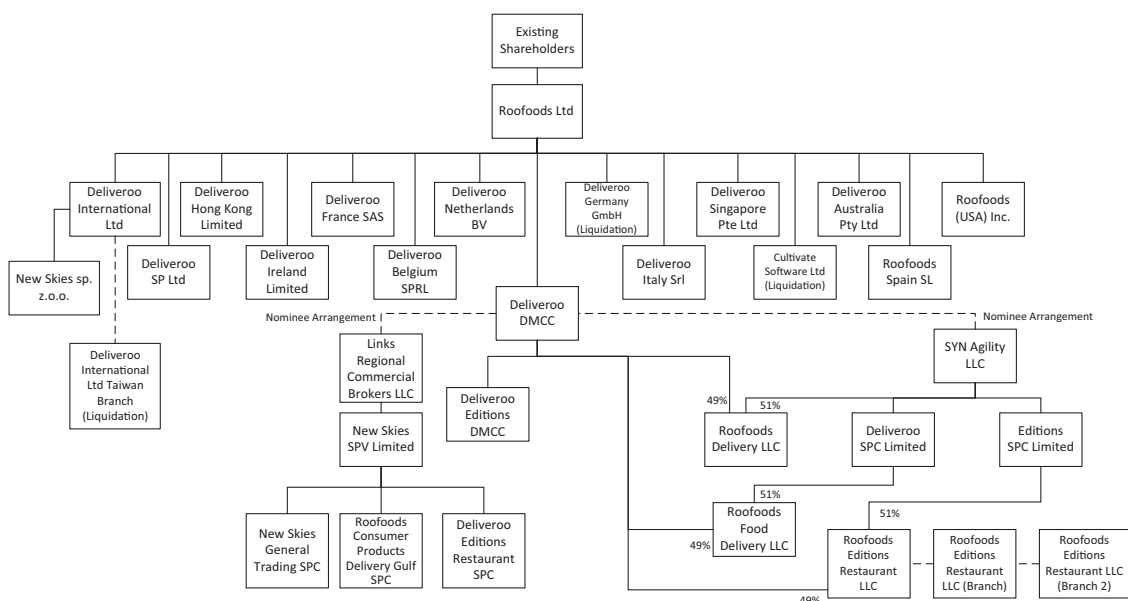 Existing
Shareholders
Roofoods Ltd
Deliveroo
International
Ltd
Deliveroo
Hong Kong
Limited
Deliveroo
France SAS
Deliveroo
Netherlands
BV
Deliveroo
Germany
GmbH
(Liquidation)
Deliveroo
Singapore
Pte Ltd
Deliveroo
Australia
Pty Ltd
Roofoods
(USA) Inc.
New Skies sp.
z.o.o.
Deliveroo
SP Ltd
Deliveroo
Ireland
Limited
Deliveroo
Belgium
SPRL
Deliveroo
Italy Srl
Cultivate
Software Ltd
(Liquidation)
Roofoods
Spain SL
Deliveroo
DMCC
Nominee Arrangement
Nominee Arrangement
Deliveroo
International
Ltd Taiwan
Branch
(Liquidation)
Links
Regional
Commercial
Brokers LLC
SYN Agility
LLC
Deliveroo
Editions
DMCC
49%
51%
New Skies
SPV Limited
Roofoods
Delivery LLC
Deliveroo
SPC Limited
Editions
SPC Limited
51%
51%
New Skies
General
Trading SPC
Roofoods
Consumer
Products
Delivery Gulf
SPC
Deliveroo
Editions
Restaurant
SPC
49%
Roofoods
Food
Delivery LLC
Roofoods
Editions
Restaurant
LLC
Roofoods
Editions
Restaurant
LLC (Branch)
Roofoods
Editions
Restaurant LLC
(Branch 2)
49%